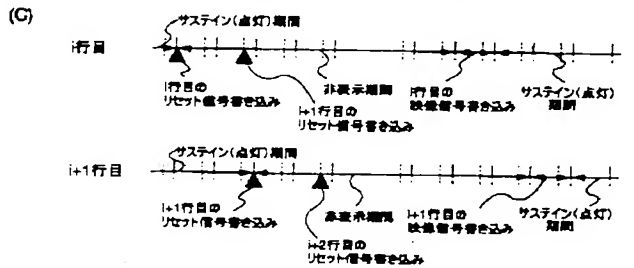 (C)
サステイン(点灯)期間
i行目
i行目の
リセット信号書き込み
i+1行目の
リセット信号書き込み
非表示期間
i行目の
映像信号書き込み
サステイン(点灯)
期間
サステイン(点灯)期間
i+1行目
i+1行目の
リセット信号書き込み
i+2行目の
リセット信号書き込み
非表示期間
i+1行目の
映像信号書き込み
サステイン(点灯)
期間